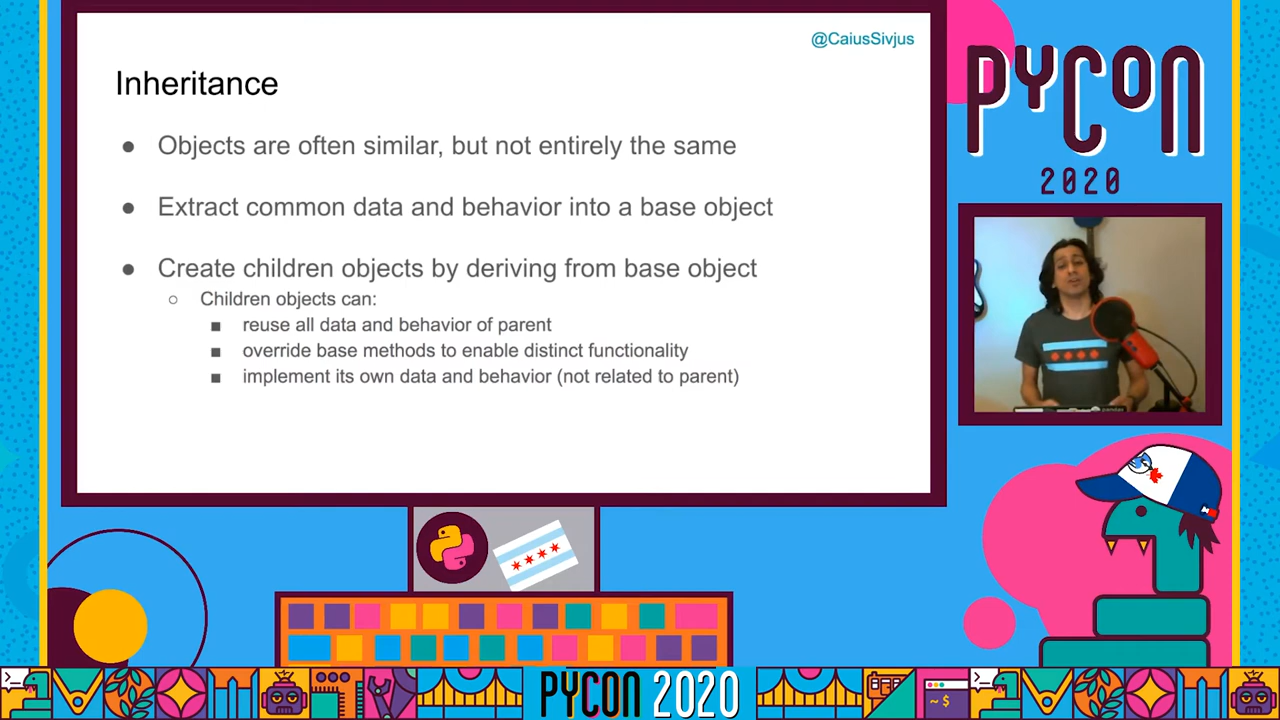 @CaiusSivjus
Inheritance
● Objects are often similar, but not entirely the same
● Extract common data and behavior into a base object
● Create children objects by deriving from base object
○ Children objects can:
■ reuse all data and behavior of parent
■ override base methods to enable distinct functionality
■ implement its own data and behavior (not related to parent)
PYCON
2020
pandas
>_
~ $
>_
PYCON 2020